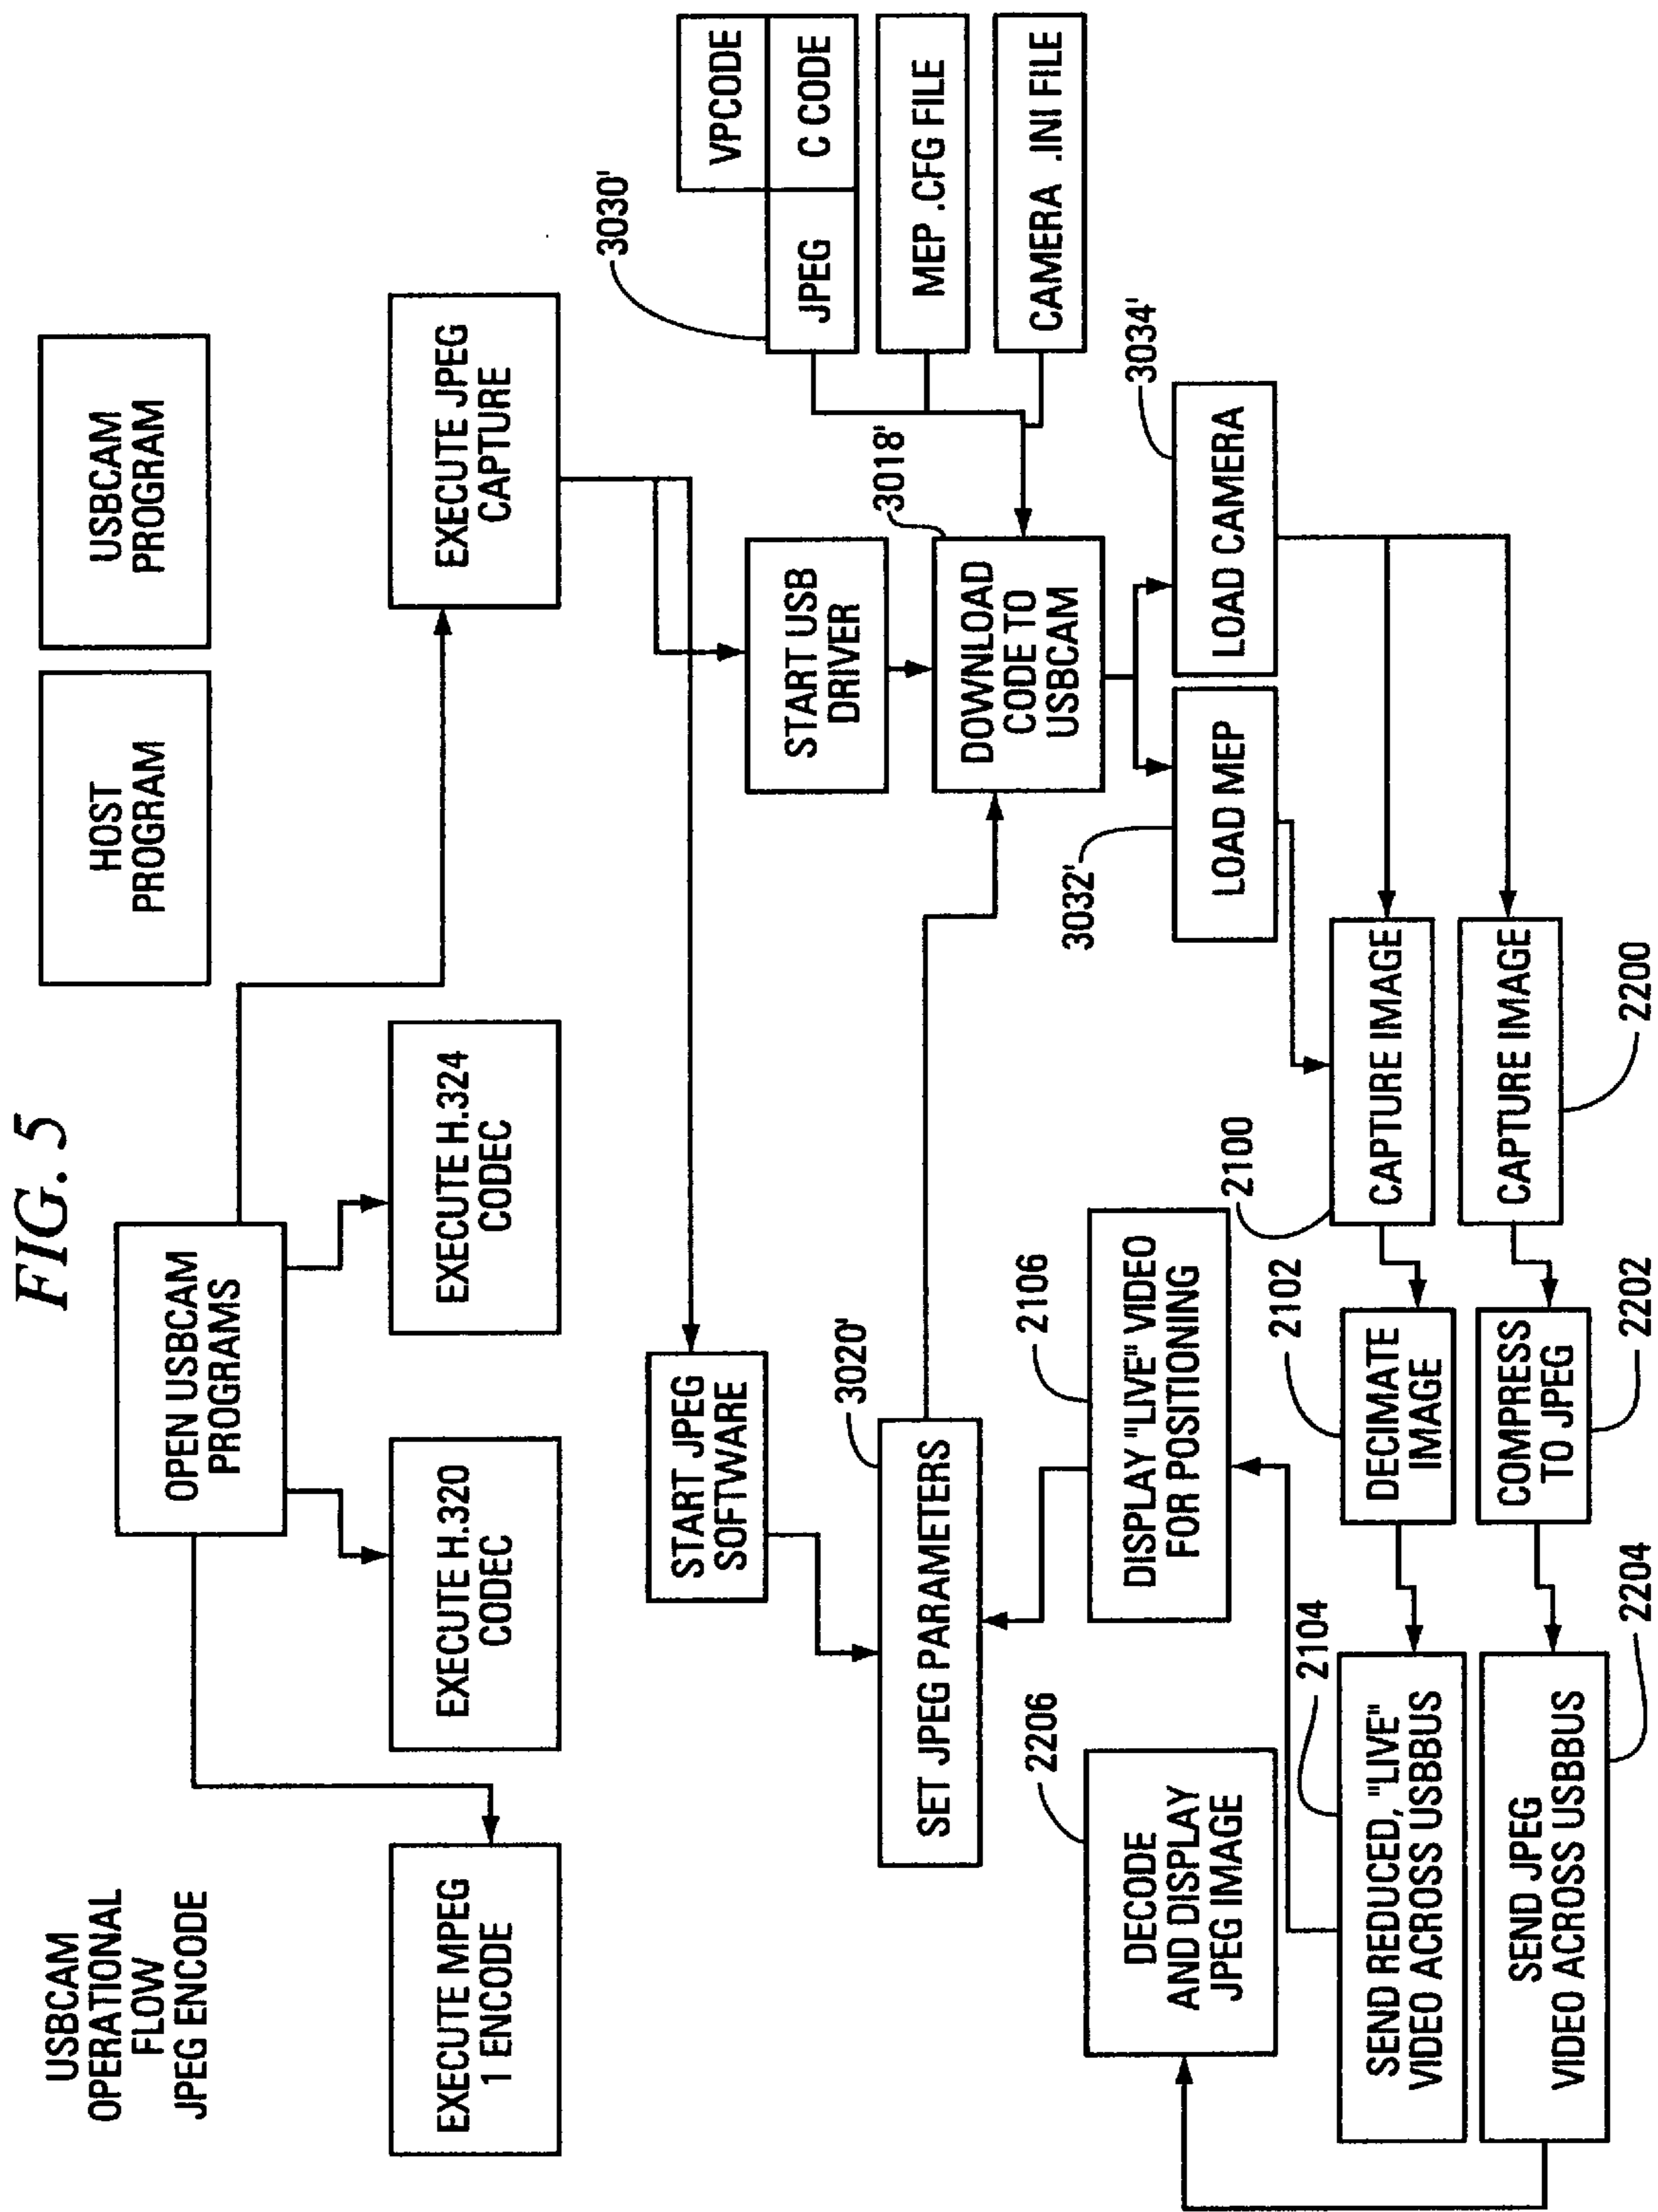 FIG. 5
USBCAM
OPERATIONAL
FLOW
JPEG ENCODE
OPEN USBCAM
PROGRAMS
HOST
PROGRAM
USBCAM
PROGRAM
EXECUTE MPEG
1 ENCODE
EXECUTE H.320
CODEC
EXECUTE H.324
CODEC
EXECUTE JPEG
CAPTURE
START JPEG
SOFTWARE
START USB
DRIVER
3030'
VPCODE
JPEG
C CODE
MEP .CFG FILE
CAMERA .INI FILE
3020'
SET JPEG PARAMETERS
3018'
DOWNLOAD
CODE TO
USBCAM
2206
DECODE
AND DISPLAY
JPEG IMAGE
2106
DISPLAY "LIVE" VIDEO
FOR POSITIONING
3032'
LOAD MEP
3034'
LOAD CAMERA
2104
SEND REDUCED, "LIVE"
VIDEO ACROSS USBBUS
2102
DECIMATE
IMAGE
2100
CAPTURE IMAGE
SEND JPEG
VIDEO ACROSS USBBUS
2204
COMPRESS
TO JPEG
2202
CAPTURE IMAGE
2200